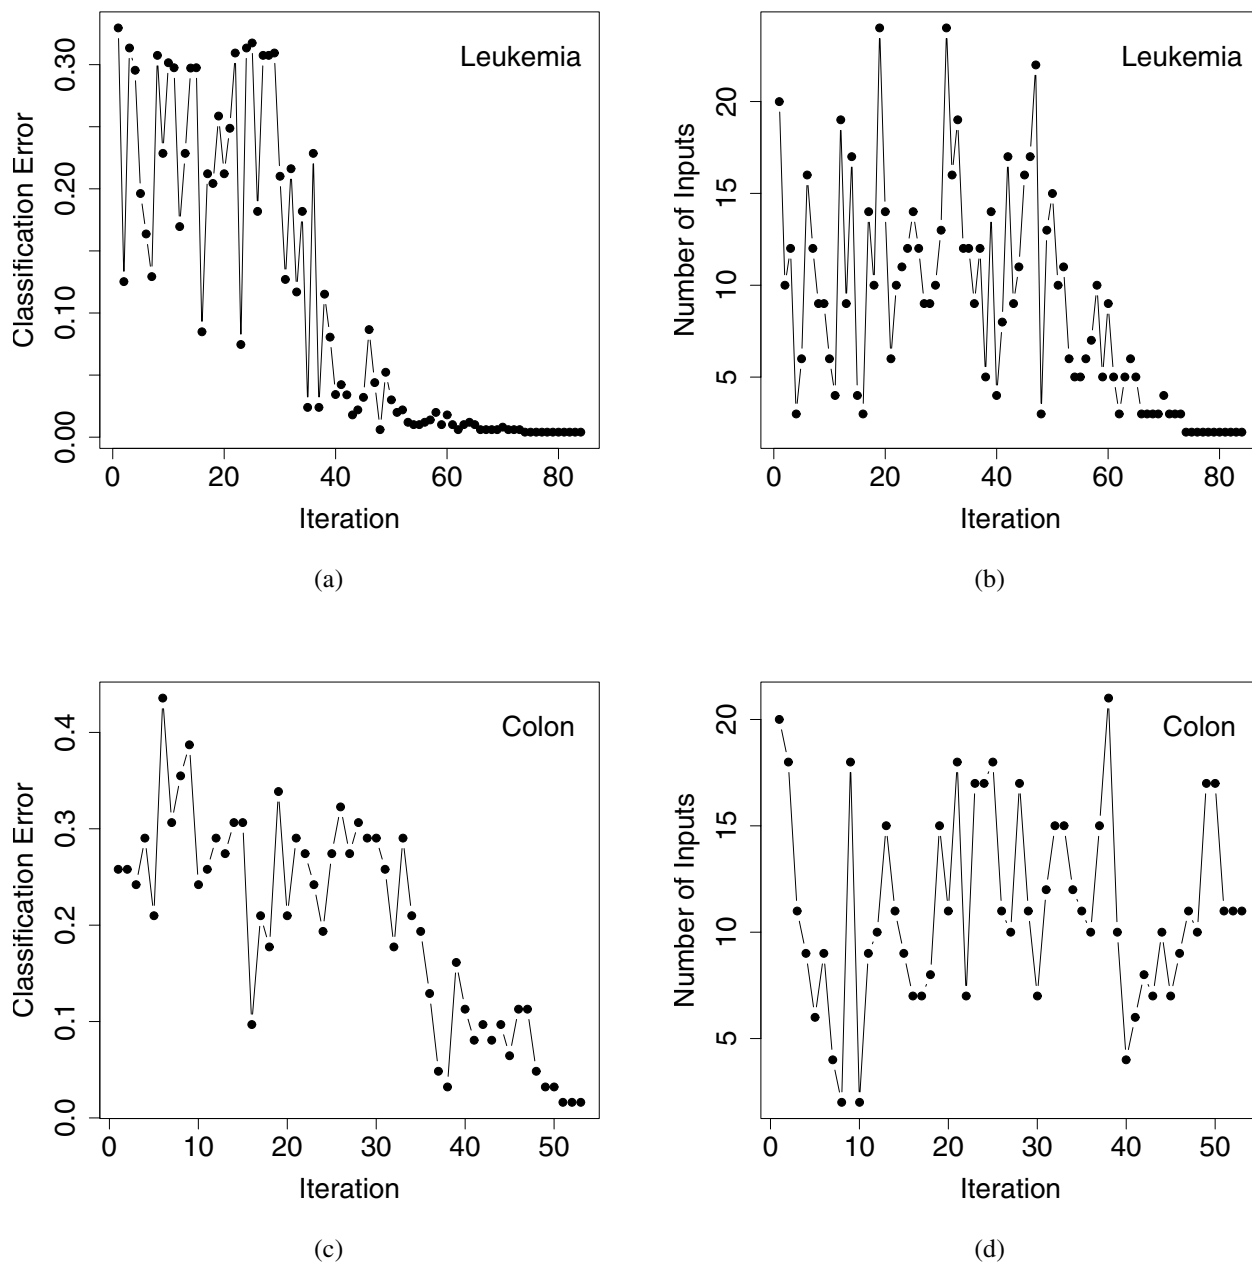 Leukemia
Classification Error
0.00 0.10 0.20 0.30
0 20 40 60 80
Iteration
(a)
Leukemia
Number of Inputs
5 10 15 20
0 20 40 60 80
Iteration
(b)
Colon
Classification Error
0.0 0.1 0.2 0.3 0.4
0 10 20 30 40 50
Iteration
(c)
Colon
Number of Inputs
5 10 15 20
0 10 20 30 40 50
Iteration
(d)